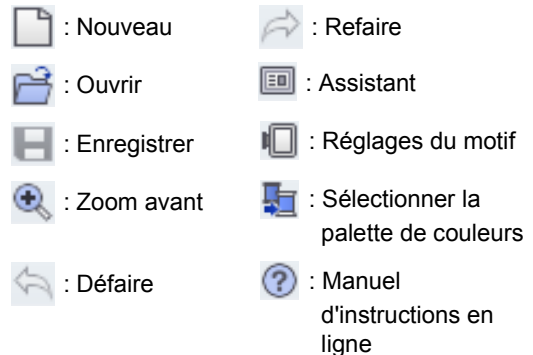 : Nouveau
: Ouvrir
: Enregistrer
: Zoom avant
: Défaire
: Refaire
: Assistant
: Réglages du motif
: Sélectionner la
palette de couleurs
: Manuel
d'instructions en
ligne